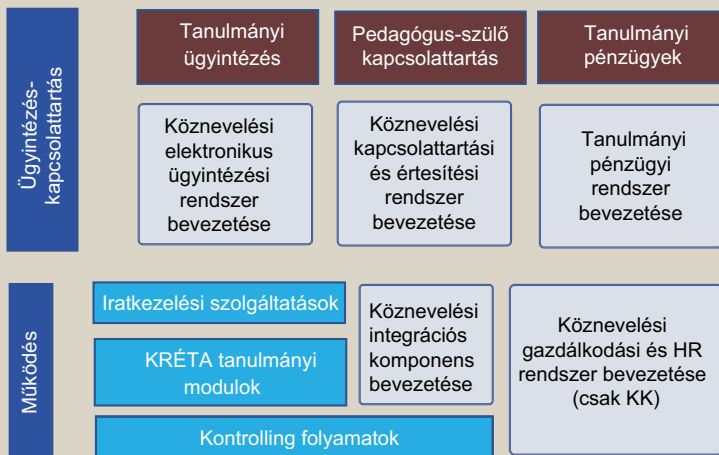 Ügyintézés-
kapcsolattartás
Tanulmányi
ügyintézés
Pedagógus-szülő
kapcsolattartás
Tanulmányi
pénzügyek
Köznevelési
elektronikus
ügyintézési
rendszer
bevezetése
Köznevelési
kapcsolattartási
és értesítési
rendszer
bevezetése
Tanulmányi
pénzügyi
rendszer
bevezetése
Működés
Iratkezelési szolgáltatások
KRÉTA tanulmányi
modulok
Kontrolling folyamatok
Köznevelési
integrációs
komponens
bevezetése
Köznevelési
gazdálkodási és HR
rendszer bevezetése
(csak KK)